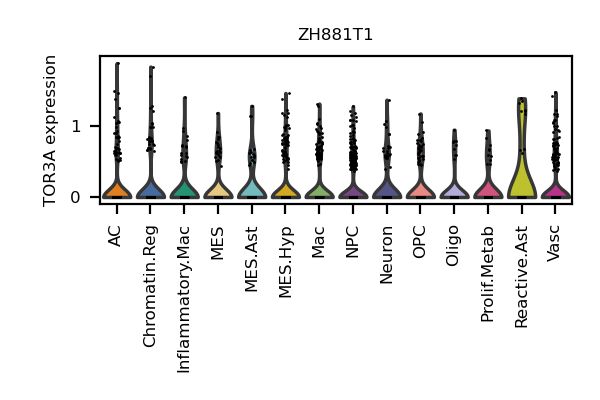 ZH881T1
TOR3A expression
1
0
AC
Chromatin.Reg
Inflammatory.Mac
MES
MES.Ast
MES.Hyp
Mac
NPC
Neuron
OPC
Oligo
Prolif.Metab
Reactive.Ast
Vasc